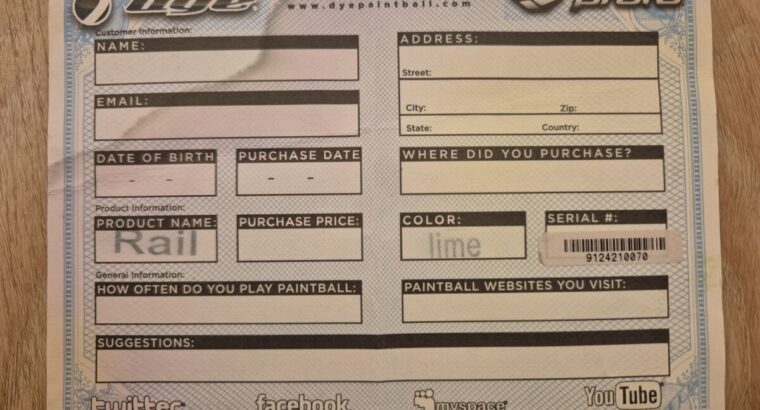 Dye.
www.dyepaintball.com
Proto
Customer Information:
NAME:
ADDRESS:
Street:
EMAIL:
City: Zip:
State: Country:
DATE OF BIRTH PURCHASE DATE WHERE DID YOU PURCHASE?
- - - -
Product Information:
PRODUCT NAME: PURCHASE PRICE: COLOR: SERIAL #:
Rail lime
9124210070
General Information:
HOW OFTEN DO YOU PLAY PAINTBALL: PAINTBALL WEBSITES YOU VISIT:
SUGGESTIONS:
twitter facebook myspace YouTube